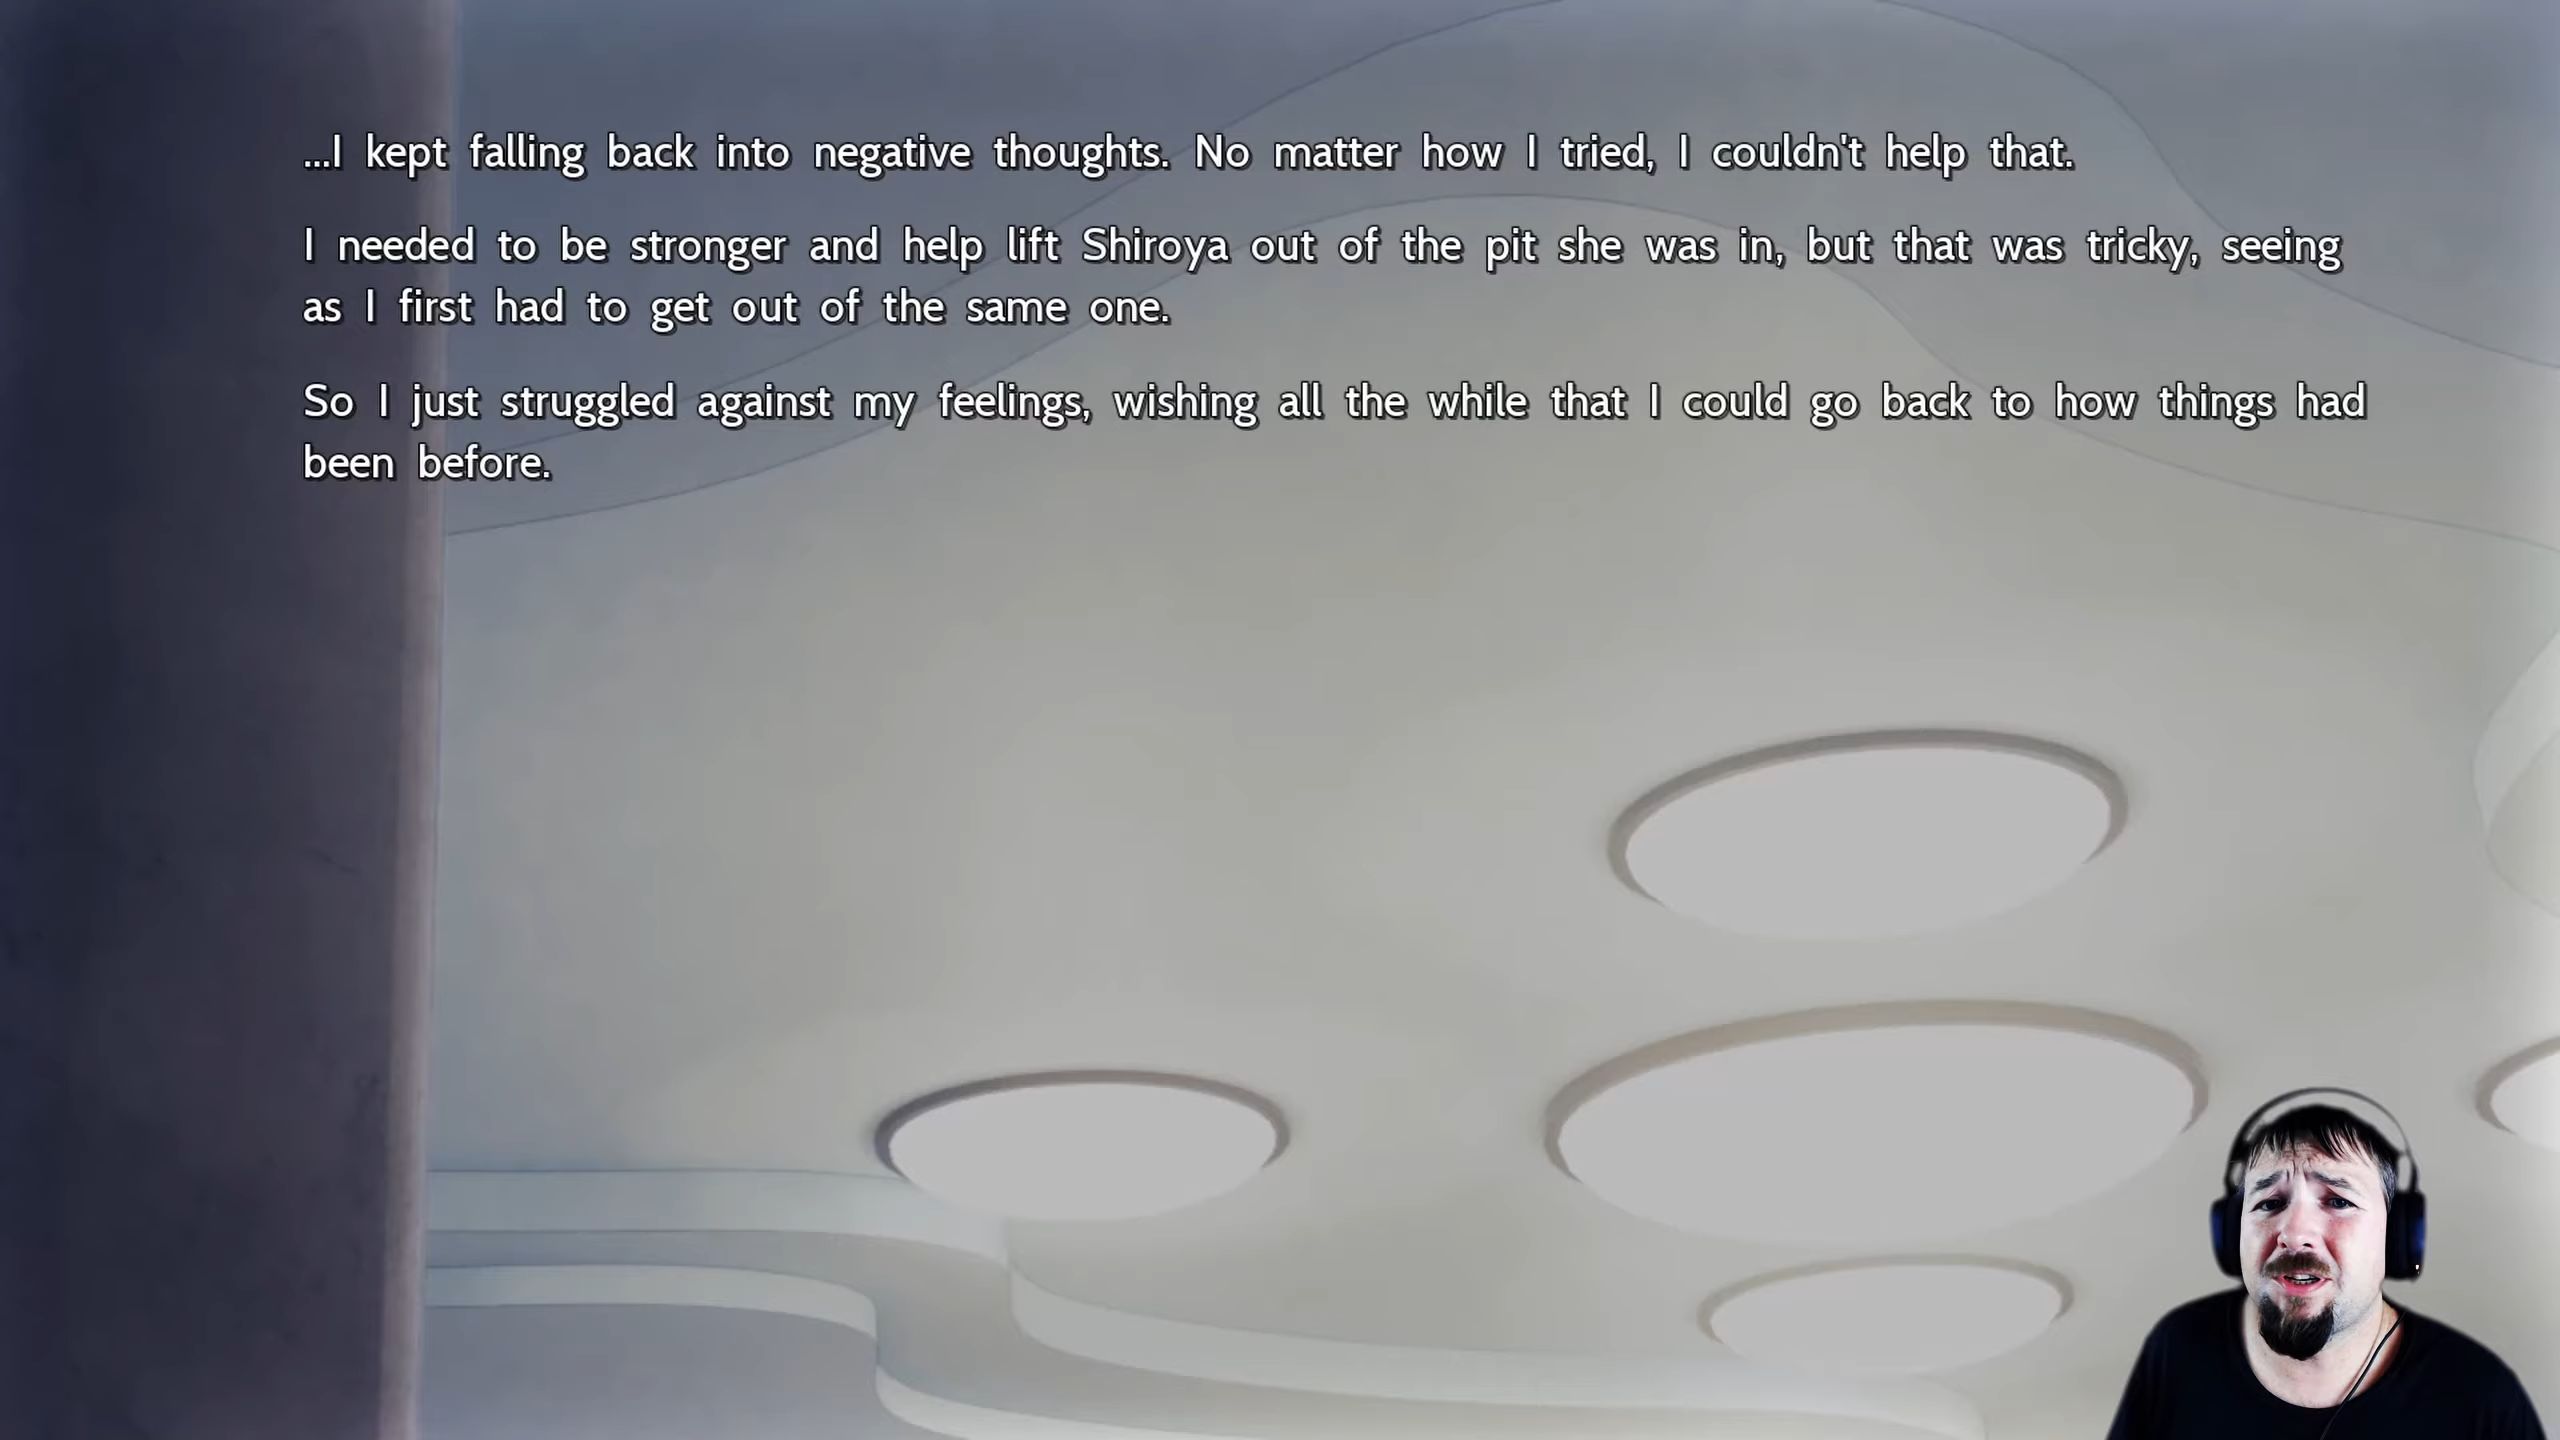 ...I kept falling back into negative thoughts. No matter how I tried, I couldn't help that.
I needed to be stronger and help lift Shiroya out of the pit she was in, but that was tricky, seeing
as I first had to get out of the same one.
So I just struggled against my feelings, wishing all the while that I could go back to how things had
been before.